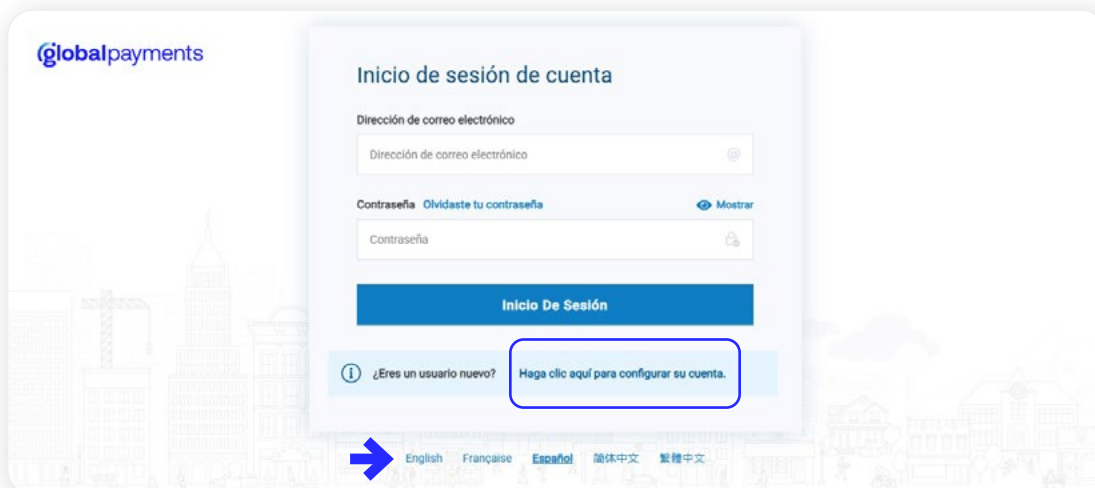 globalpayments
Inicio de sesión de cuenta
Dirección de correo electrónico
Dirección de correo electrónico
Contraseña Olvidaste tu contraseña Mostrar
Contraseña
Inicio De Sesión
¿Eres un usuario nuevo? Haga clic aquí para configurar su cuenta.
English Française Español 简体中文 繁體中文